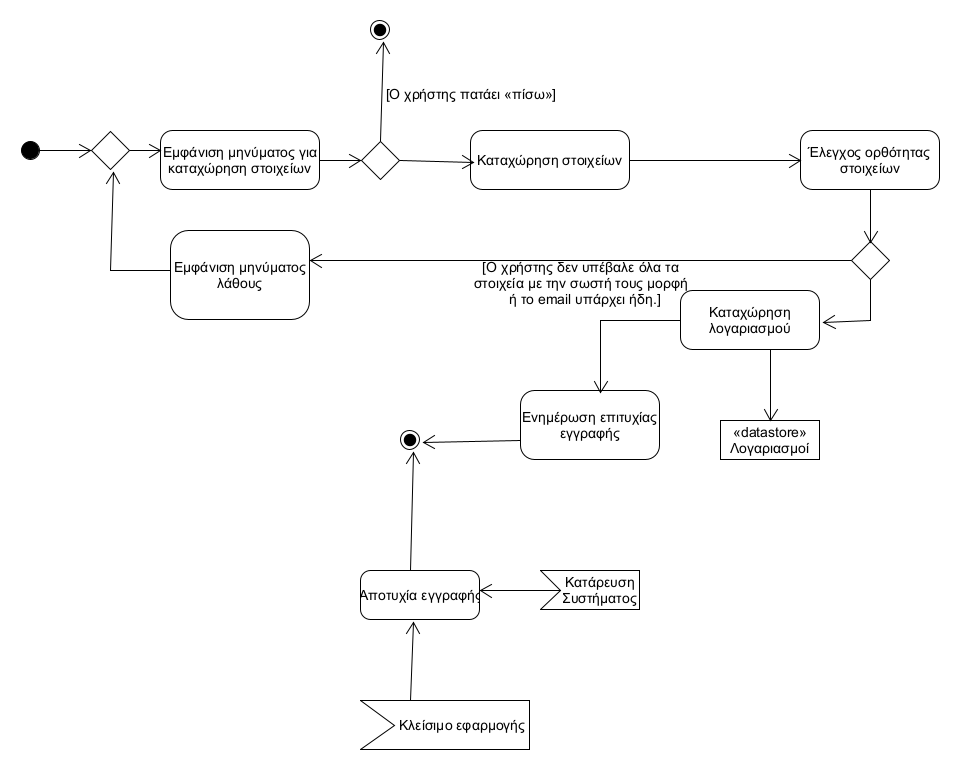 [Ο χρήστης πατάει «πίσω»]
Εμφάνιση μηνύματος για
καταχώρηση στοιχείων
Καταχώρηση στοιχείων
Έλεγχος ορθότητας
στοιχείων
Εμφάνιση μηνύματος
λάθους
[Ο χρήστης δεν υπέβαλε όλα τα
στοιχεία με την σωστή τους μορφή
ή το email υπάρχει ήδη.]
Καταχώρηση
λογαριασμού
Ενημέρωση επιτυχίας
εγγραφής
«datastore»
Λογαριασμοί
Αποτυχία εγγραφής
Κατάρευση
Συστήματος
Κλείσιμο εφαρμογής